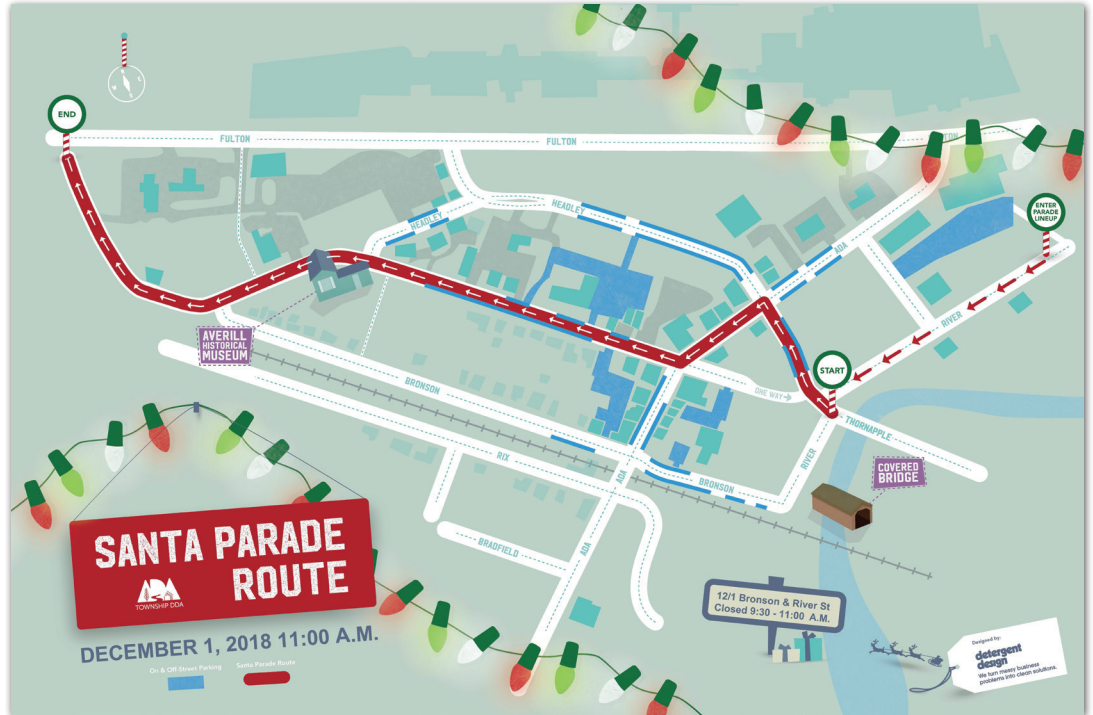 END
FULTON
FULTON
TON
ENTER
PARADE
LINEUP
HEADLEY
HEADLEY
ADA
RIVER
AVERILL
HISTORICAL
MUSEUM
START
ONE WAY
BRONSON
THORNAPPLE
RIVER
RIX
ADA
BRONSON
COVERED
BRIDGE
BRADFIELD
ADA
SANTA PARADE
ROUTE
ADA
TOWNSHIP DDA
DECEMBER 1, 2018 11:00 A.M.
On & Off-Street Parking
Santa Parade Route
12/1 Bronson & River St
Closed 9:30 - 11:00 A.M.
Designed by:
detergent
design
We turn messy business
problems into clean solutions.